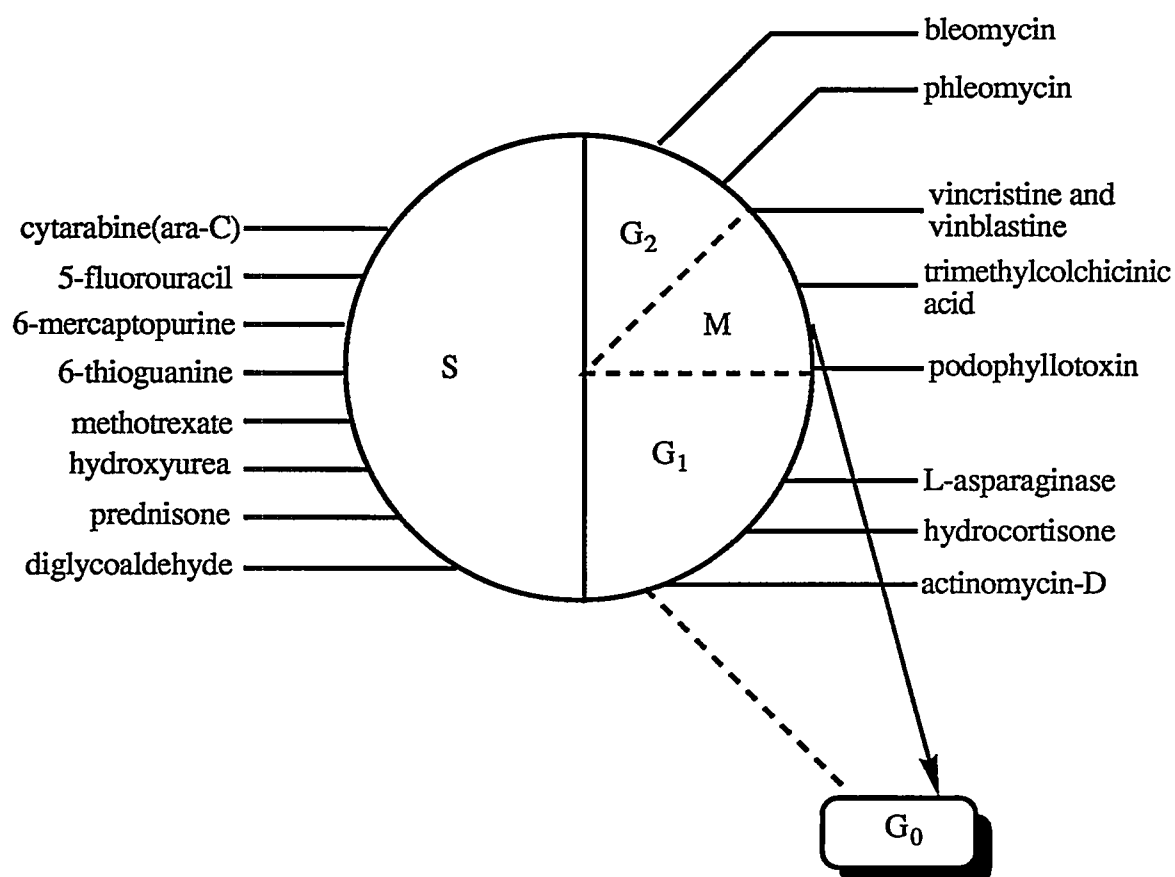 bleomycin
phleomycin
vincristine and
vinblastine
trimethylcolchicinic
acid
podophyllotoxin
L-asparaginase
hydrocortisone
actinomycin-D
cytarabine(ara-C)
5-fluorouracil
6-mercaptopurine
6-thioguanine
methotrexate
hydroxyurea
prednisone
diglycoaldehyde
S
G₂
M
G₁
G₀